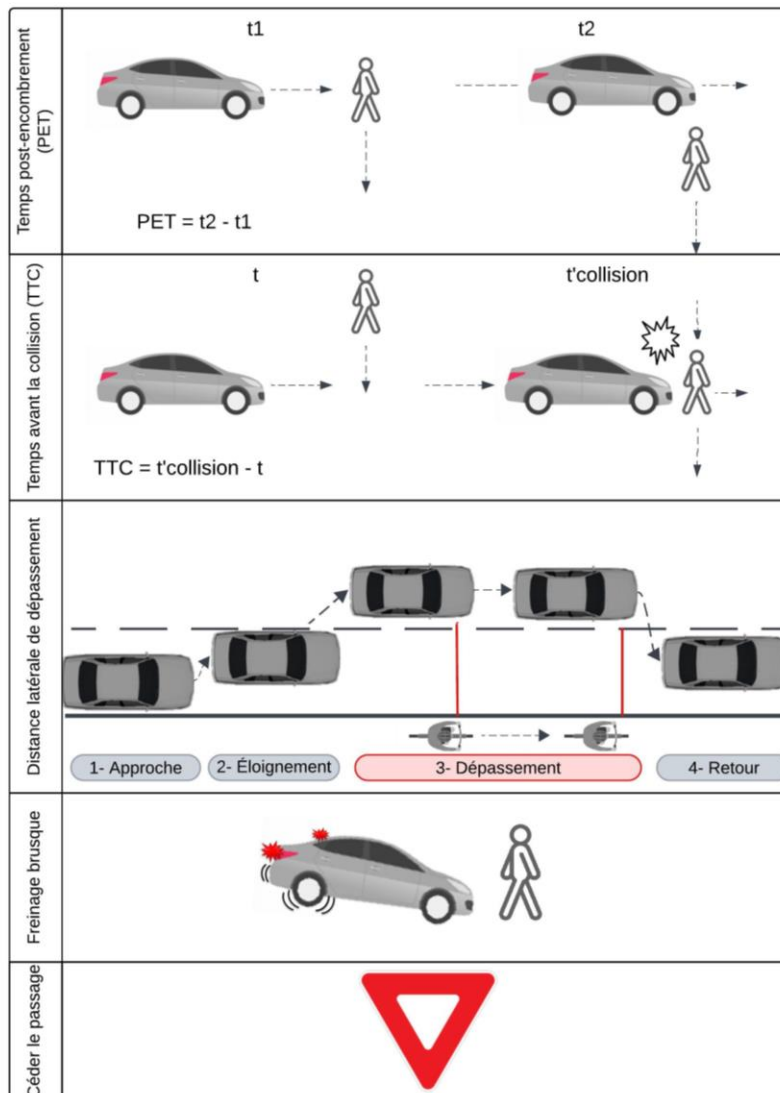 Temps post-encombrement
(PET)
t1
t2
PET = t2 - t1
Temps avant la collision (TTC)
t
t'collision
TTC = t'collision - t
Distance latérale de dépassement
1- Approche
2- Éloignement
3- Dépassement
4- Retour
Freinage brusque
Céder le passage